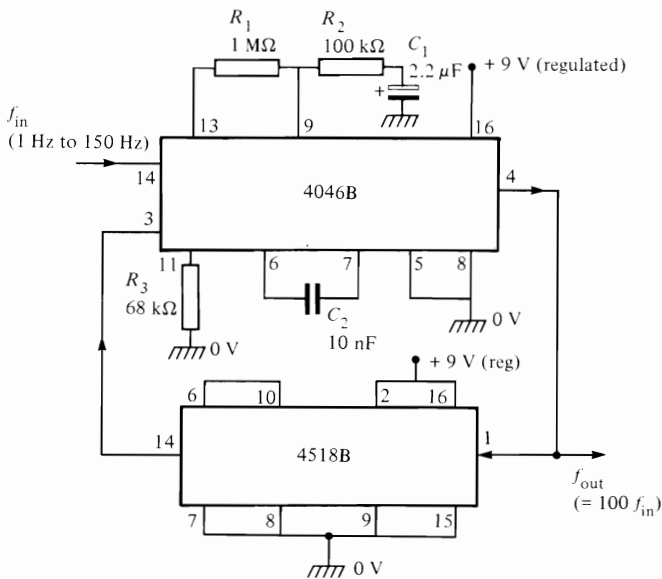 R1
1 MΩ
R2
100 kΩ
C1
2.2 µF
+
+ 9 V (regulated)
fin
(1 Hz to 150 Hz)
13
9
16
14
4046B
4
3
11
6
7
5
8
R3
68 kΩ
0 V
C2
10 nF
0 V
+ 9 V (reg)
6
10
2
16
14
4518B
1
fout
(= 100 fin)
7
8
9
15
0 V